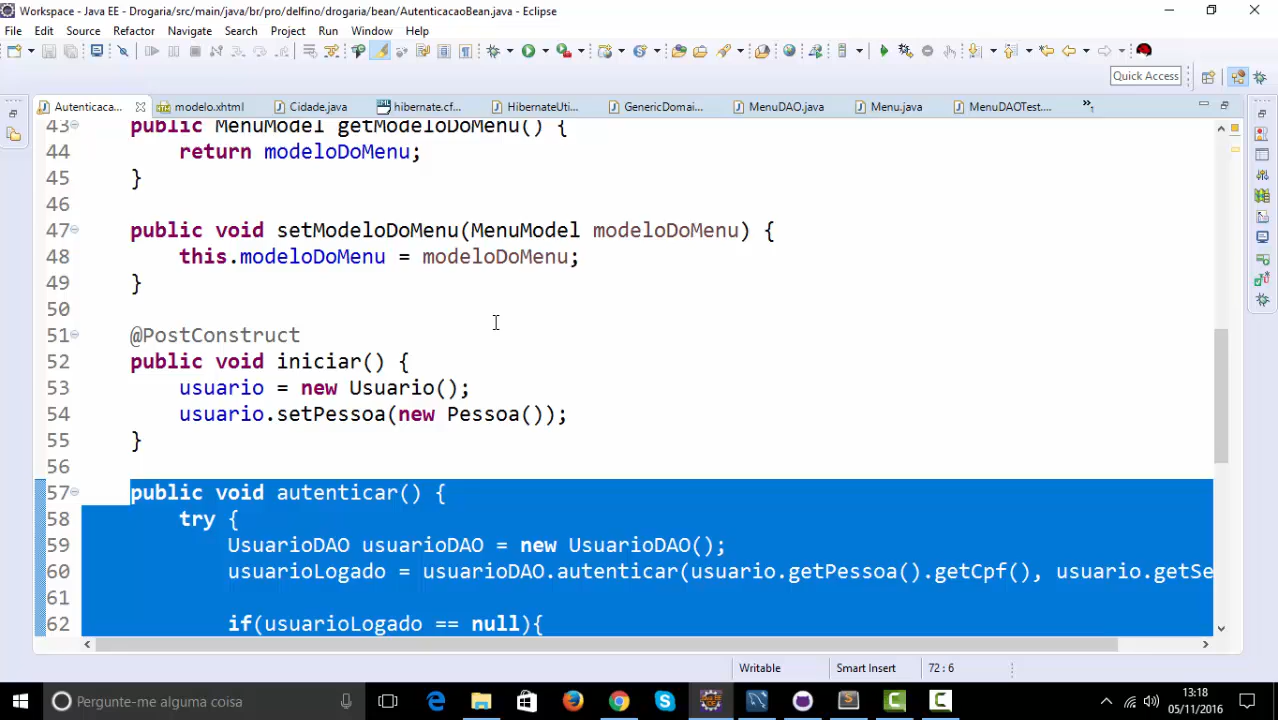 Workspace - Java EE - Drogaria/src/main/java/br/pro/delfino/drogaria/bean/AutenticacaoBean.java - Eclipse
File Edit Source Refactor Navigate Search Project Run Window Help
Quick Access
Autenticaca... modelo.xhtml Cidade.java hibernate.cf... HibernateUti... GenericDomai... MenuDAO.java Menu.java MenuDAOTest.... »1
43 public MenuModel getModeloDoMenu() {
44 return modeloDoMenu;
45 }
46
47 public void setModeloDoMenu(MenuModel modeloDoMenu) {
48 this.modeloDoMenu = modeloDoMenu;
49 }
50
51 @PostConstruct
52 public void iniciar() {
53 usuario = new Usuario();
54 usuario.setPessoa(new Pessoa());
55 }
56
57 public void autenticar() {
58 try {
59 UsuarioDAO usuarioDAO = new UsuarioDAO();
60 usuarioLogado = usuarioDAO.autenticar(usuario.getPessoa().getCpf(), usuario.getSe
61
62 if(usuarioLogado == null){
Writable Smart Insert 72 : 6
Pergunte-me alguma coisa
13:18
05/11/2016